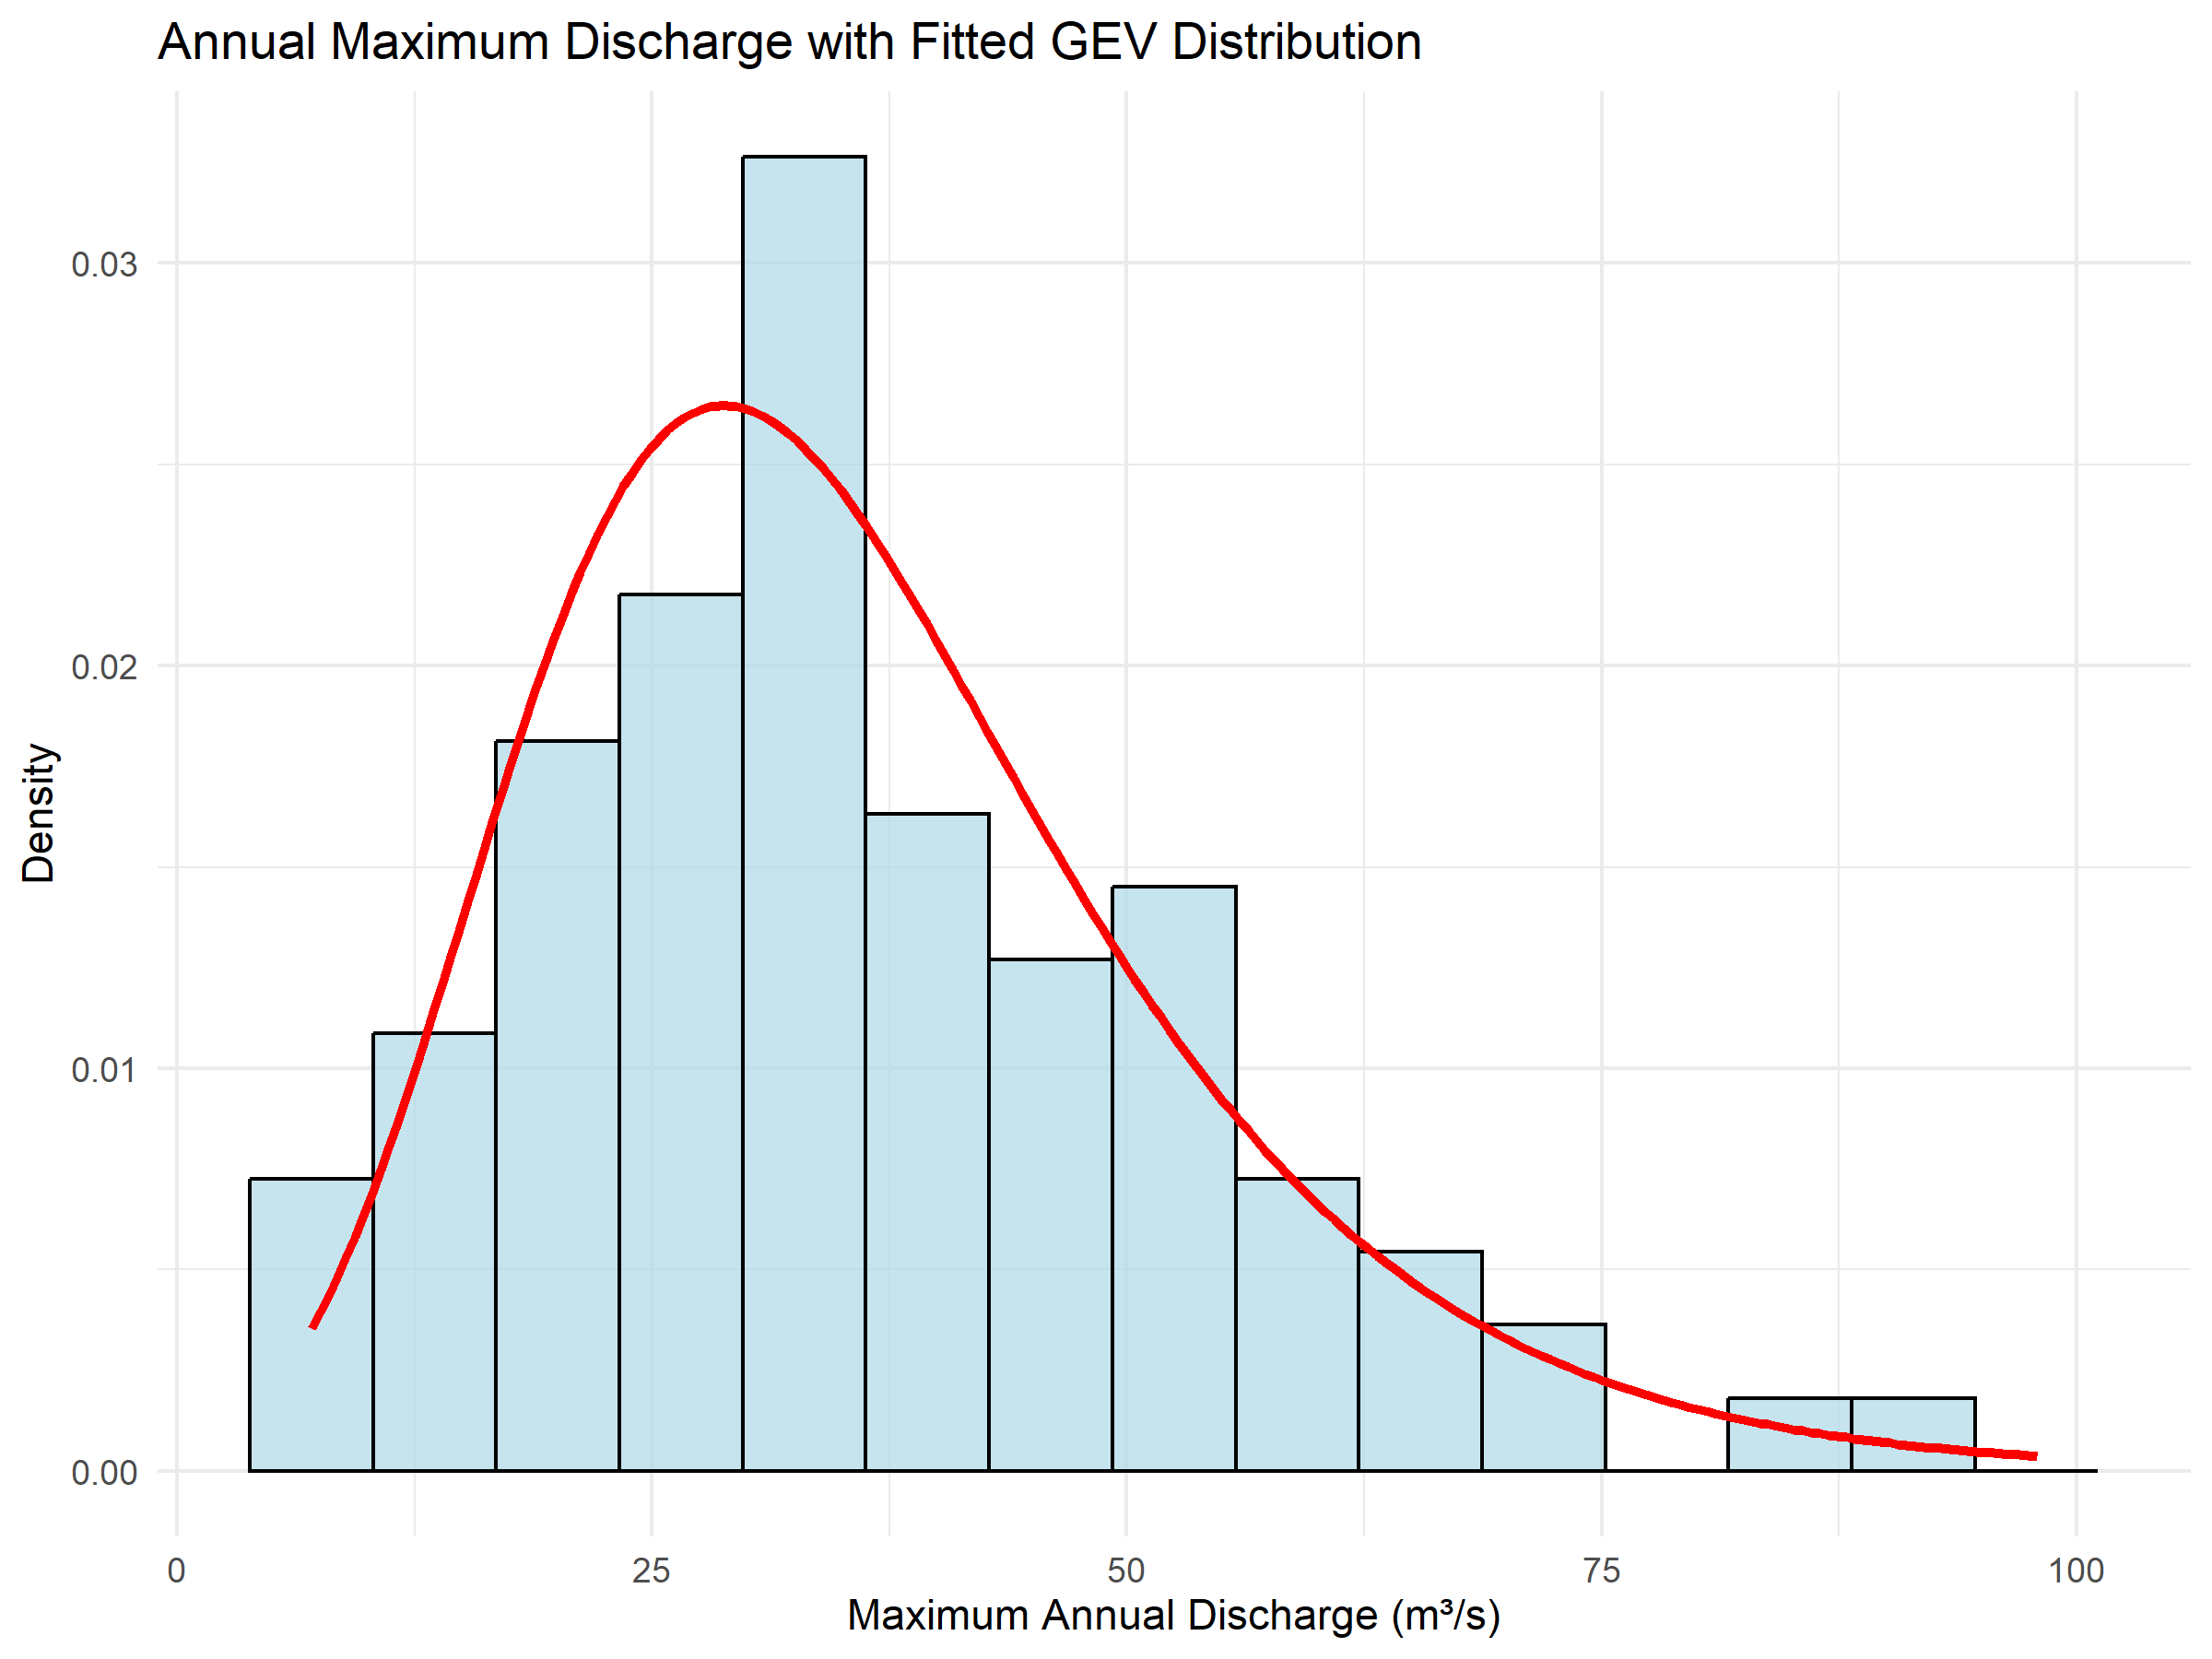 Annual Maximum Discharge with Fitted GEV Distribution
Density
0.03
0.02
0.01
0.00
0 25 50 75 100
Maximum Annual Discharge (m³/s)